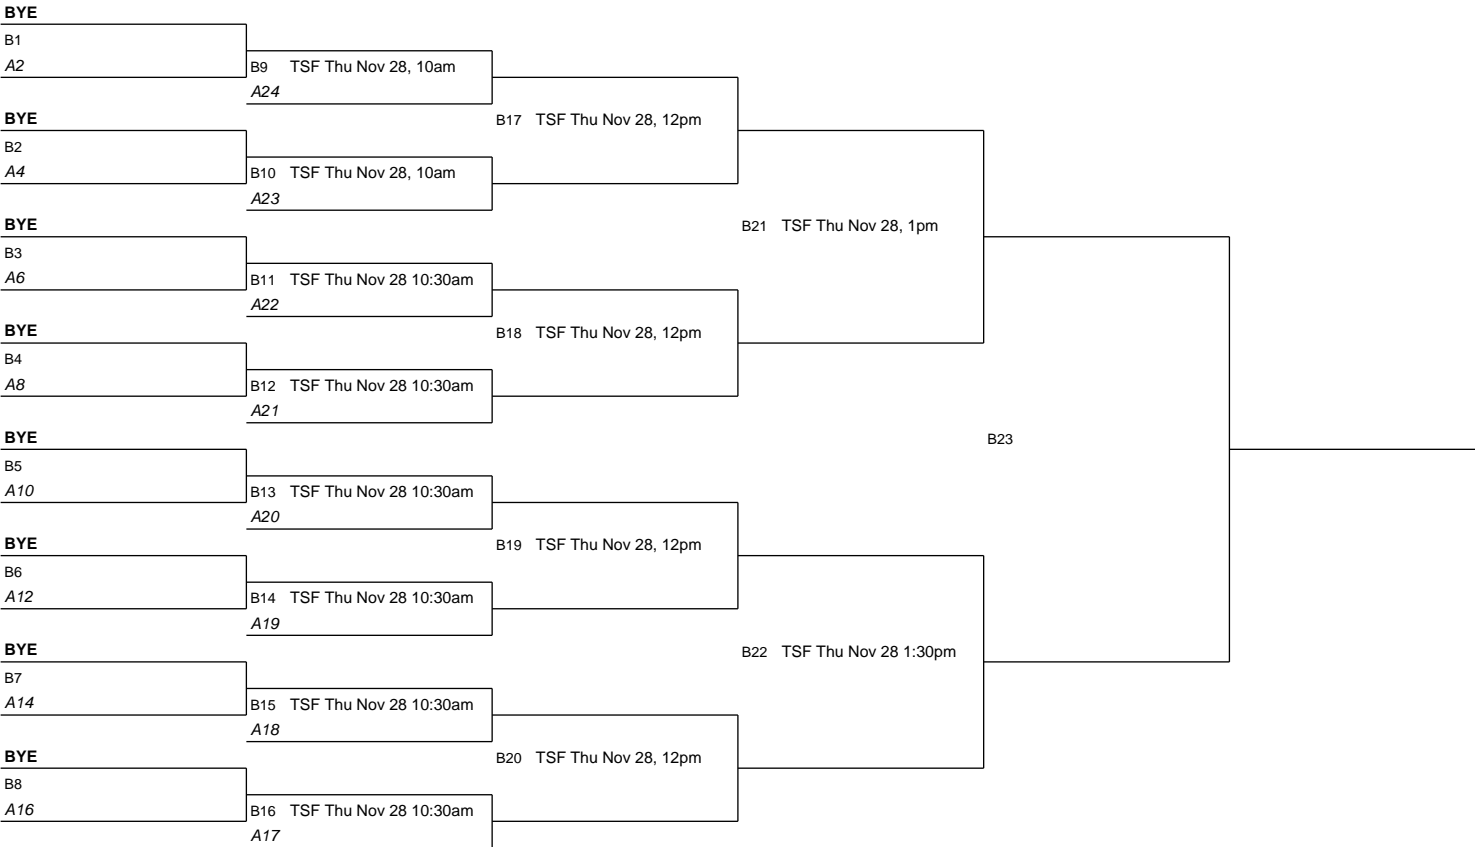 BYE
B1
A2
B9 TSF Thu Nov 28, 10am
A24
BYE
B17 TSF Thu Nov 28, 12pm
B2
A4
B10 TSF Thu Nov 28, 10am
A23
BYE
B21 TSF Thu Nov 28, 1pm
B3
A6
B11 TSF Thu Nov 28 10:30am
A22
BYE
B18 TSF Thu Nov 28, 12pm
B4
A8
B12 TSF Thu Nov 28 10:30am
A21
BYE
B23
B5
A10
B13 TSF Thu Nov 28 10:30am
A20
BYE
B19 TSF Thu Nov 28, 12pm
B6
A12
B14 TSF Thu Nov 28 10:30am
A19
BYE
B22 TSF Thu Nov 28 1:30pm
B7
A14
B15 TSF Thu Nov 28 10:30am
A18
BYE
B20 TSF Thu Nov 28, 12pm
B8
A16
B16 TSF Thu Nov 28 10:30am
A17